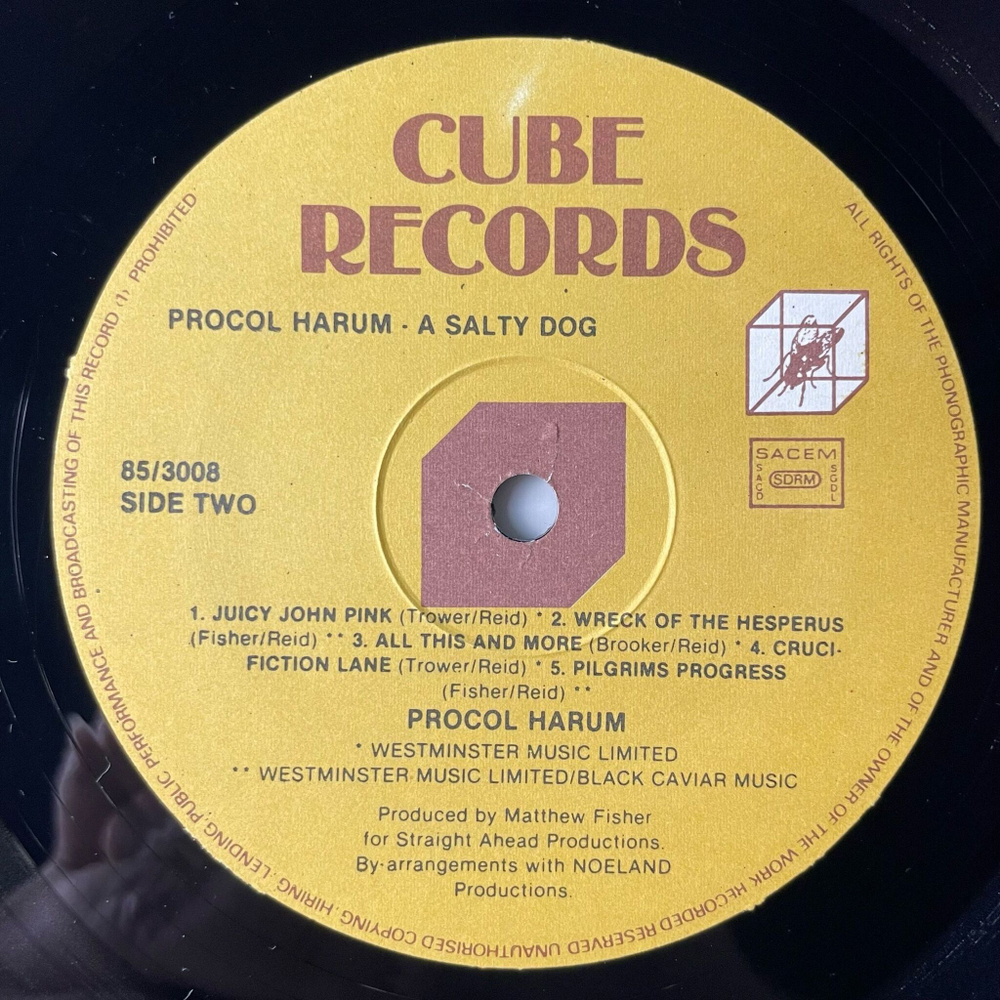 CUBE
RECORDS
PROCOL HARUM - A SALTY DOG
85/3008
SIDE TWO
SACEM
SACD
SDRM
SGDL
1. JUICY JOHN PINK (Trower/Reid) * 2. WRECK OF THE HESPERUS
(Fisher/Reid) ** 3. ALL THIS AND MORE (Brooker/Reid) * 4. CRUCI-
FICTION LANE (Trower/Reid) * 5. PILGRIMS PROGRESS
(Fisher/Reid) **
PROCOL HARUM
* WESTMINSTER MUSIC LIMITED
** WESTMINSTER MUSIC LIMITED/BLACK CAVIAR MUSIC
Produced by Matthew Fisher
for Straight Ahead Productions.
By-arrangements with NOELAND
Productions.
ALL RIGHTS OF THE PHONOGRAPHIC MANUFACTURER AND OF THE OWNER OF THE WORK RECORDED RESERVED UNAUTHORISED COPYING, HIRING, LENDING, PUBLIC PERFORMANCE AND BROADCASTING OF THIS RECORD (1) PROHIBITED